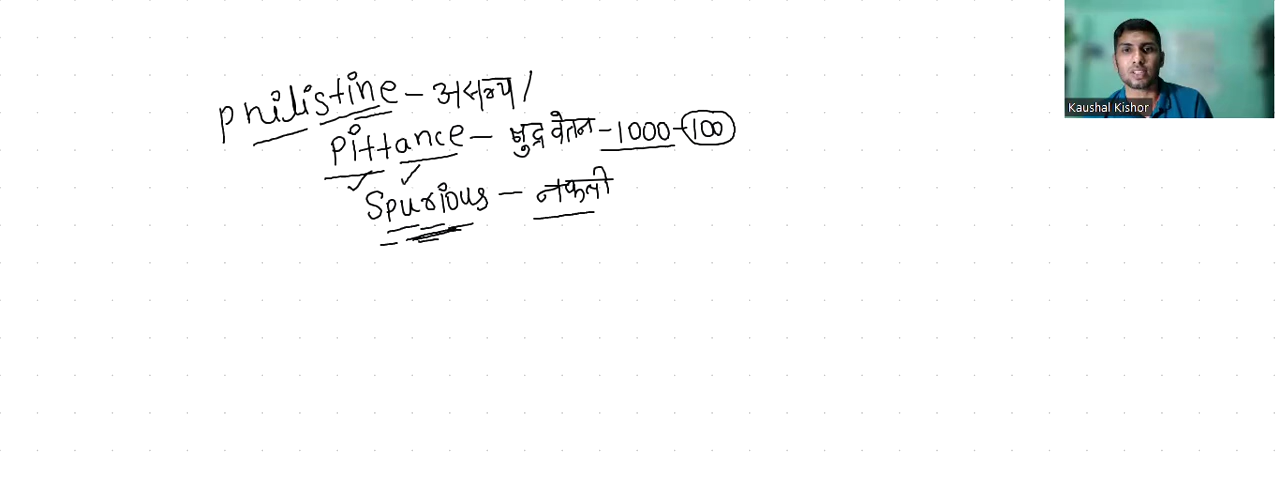 Philistine - असभ्य /
Pittance - क्षुद्र वेतन - 1000 - 100
Spurious - नकली
Kaushal Kishor